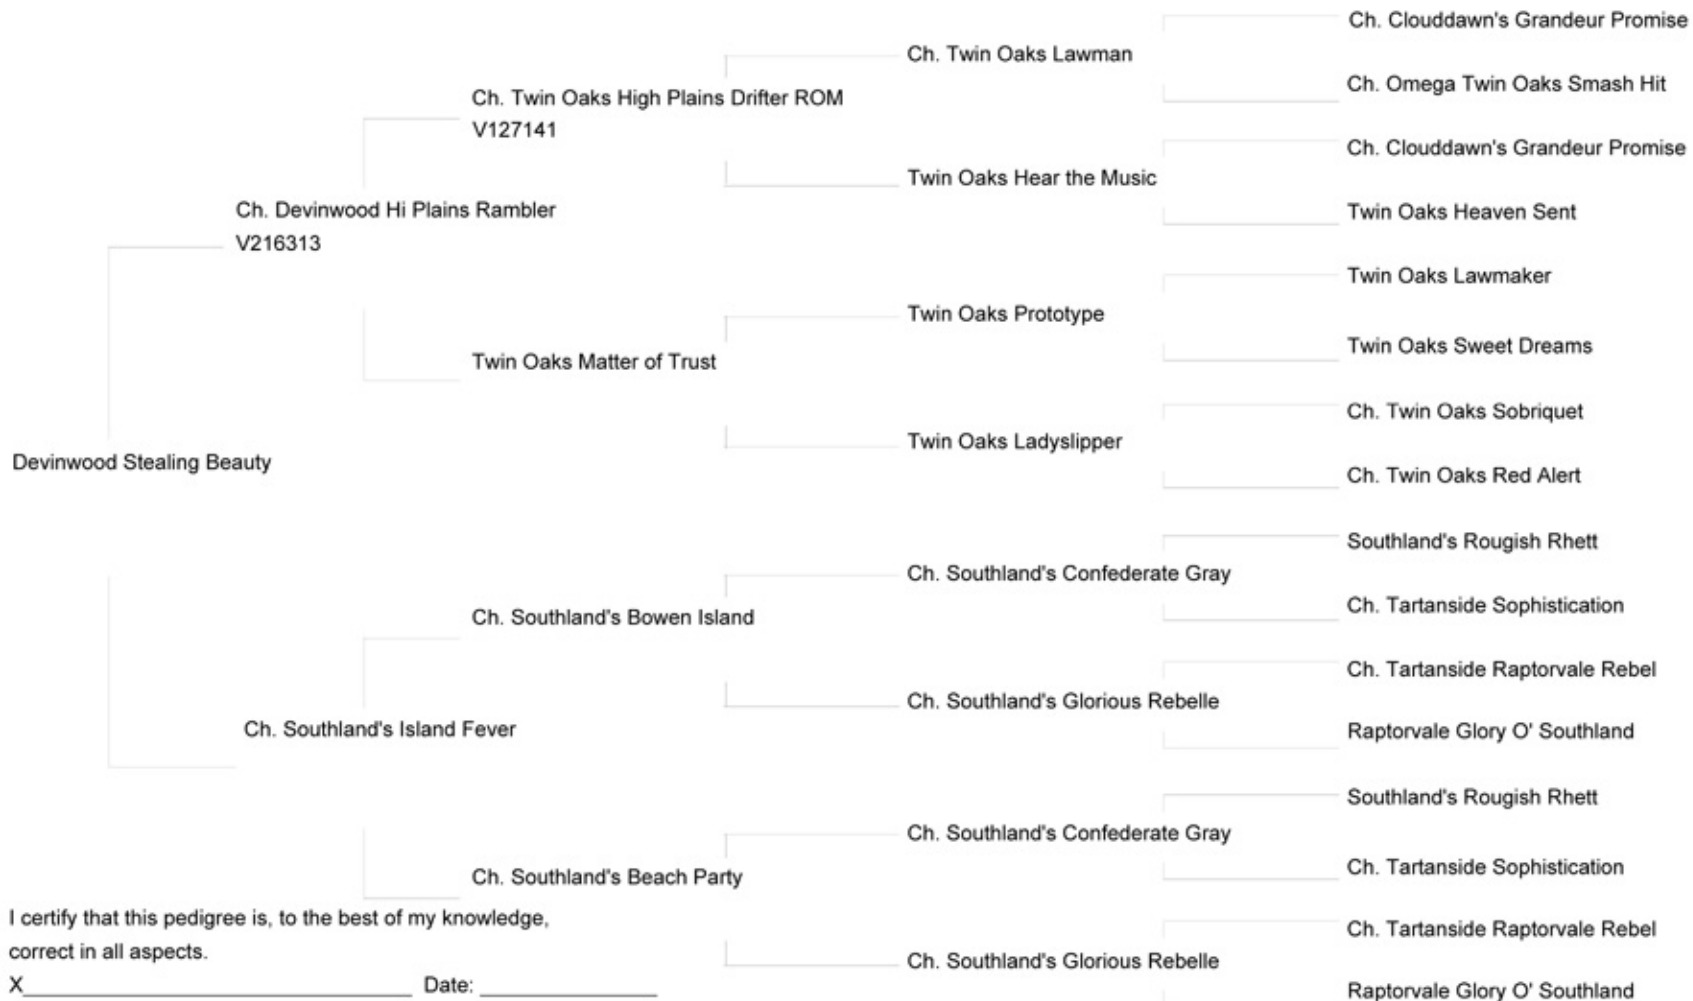 Ch. Clouddawn's Grandeur Promise
Ch. Twin Oaks Lawman
Ch. Omega Twin Oaks Smash Hit
Ch. Twin Oaks High Plains Drifter ROM
V127141
Ch. Clouddawn's Grandeur Promise
Twin Oaks Hear the Music
Twin Oaks Heaven Sent
Ch. Devinwood Hi Plains Rambler
V216313
Twin Oaks Lawmaker
Twin Oaks Prototype
Twin Oaks Sweet Dreams
Twin Oaks Matter of Trust
Ch. Twin Oaks Sobriquet
Twin Oaks Ladyslipper
Ch. Twin Oaks Red Alert
Devinwood Stealing Beauty
Southland's Rougish Rhett
Ch. Southland's Confederate Gray
Ch. Tartanside Sophistication
Ch. Southland's Bowen Island
Ch. Tartanside Raptorvale Rebel
Ch. Southland's Glorious Rebelle
Raptorvale Glory O' Southland
Ch. Southland's Island Fever
Southland's Rougish Rhett
Ch. Southland's Confederate Gray
Ch. Tartanside Sophistication
Ch. Southland's Beach Party
Ch. Tartanside Raptorvale Rebel
Ch. Southland's Glorious Rebelle
Raptorvale Glory O' Southland
I certify that this pedigree is, to the best of my knowledge,
correct in all aspects.
X____________________________________ Date: ________________